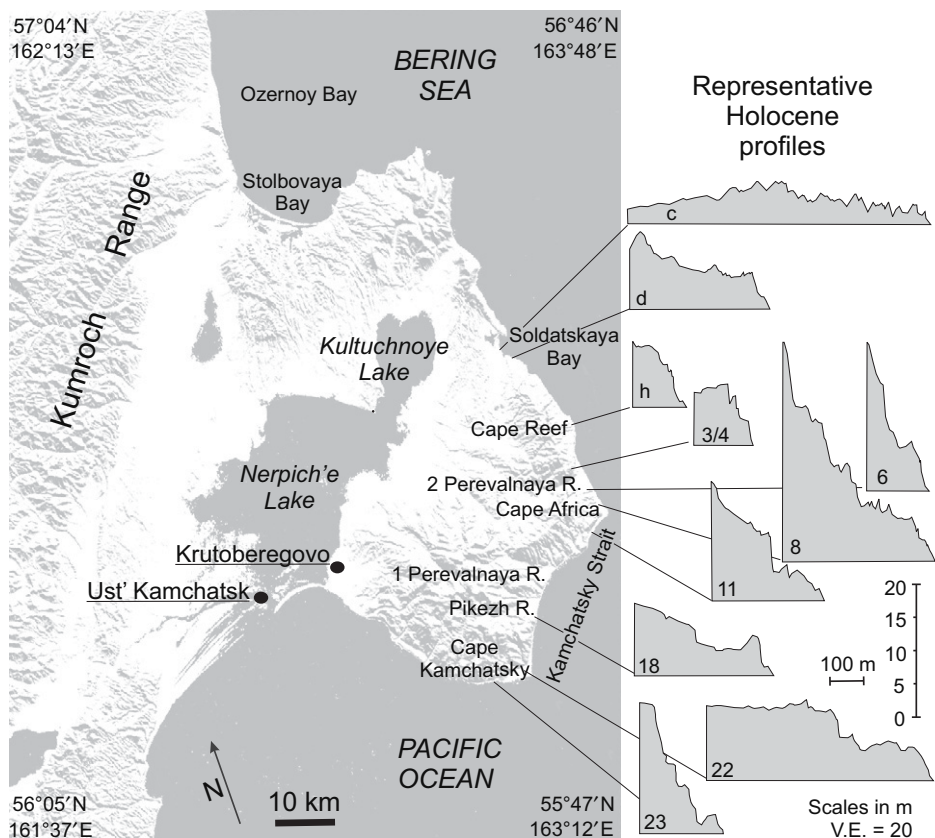 57°04′N
162°13′E
56°46′N
163°48′E
BERING
SEA
Ozernoy Bay
Stolbovaya
Bay
Kumroch Range
Kultuchnoye
Lake
Soldatskaya
Bay
Cape Reef
Nerpich’e
Lake
2 Perevalnaya R.
Cape Africa
Krutoberegovo
Ust’ Kamchatsk
1 Perevalnaya R.
Pikezh R.
Cape
Kamchatsky
Kamchatsky Strait
PACIFIC
OCEAN
N
10 km
56°05′N
161°37′E
55°47′N
163°12′E
Representative
Holocene
profiles
c
d
h
3/4
6
8
11
18
22
23
100 m
20
15
10
5
0
Scales in m
V.E. = 20